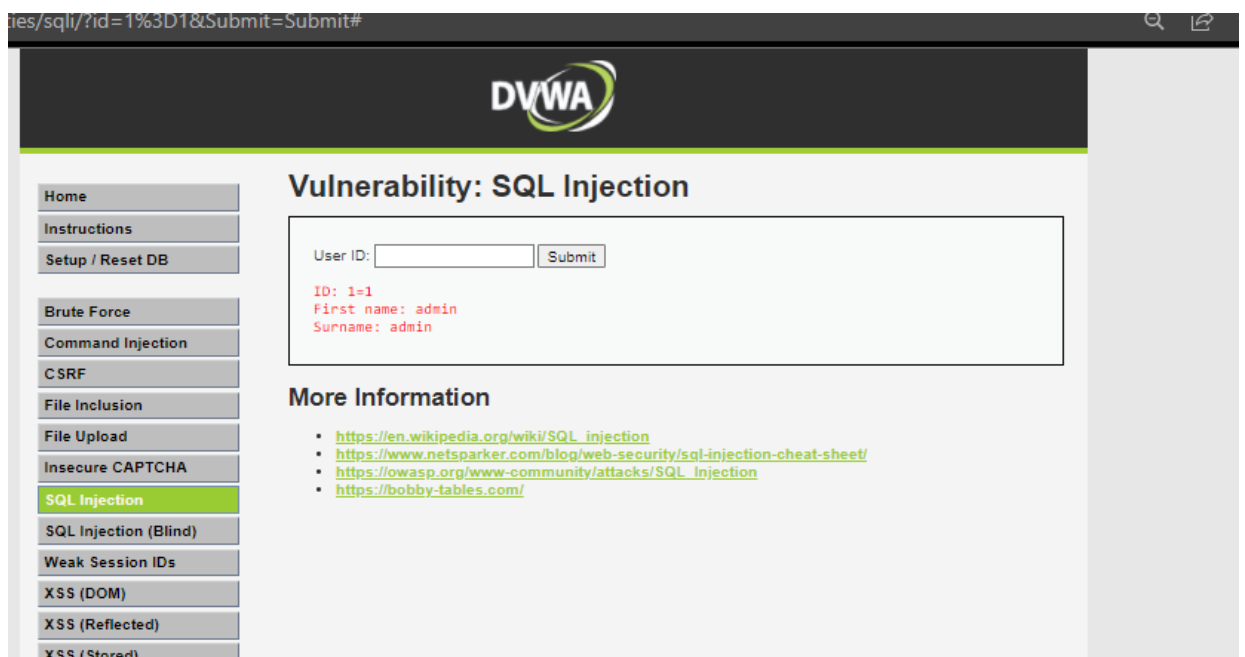 ties/sqli/?id=1%3D1&Submit=Submit#
DVWA
Home
Instructions
Setup / Reset DB
Brute Force
Command Injection
CSRF
File Inclusion
File Upload
Insecure CAPTCHA
SQL Injection
SQL Injection (Blind)
Weak Session IDs
XSS (DOM)
XSS (Reflected)
XSS (Stored)
Vulnerability: SQL Injection
User ID: Submit
ID: 1=1
First name: admin
Surname: admin
More Information
https://en.wikipedia.org/wiki/SQL_injection
https://www.netsparker.com/blog/web-security/sql-injection-cheat-sheet/
https://owasp.org/www-community/attacks/SQL_Injection
https://bobby-tables.com/